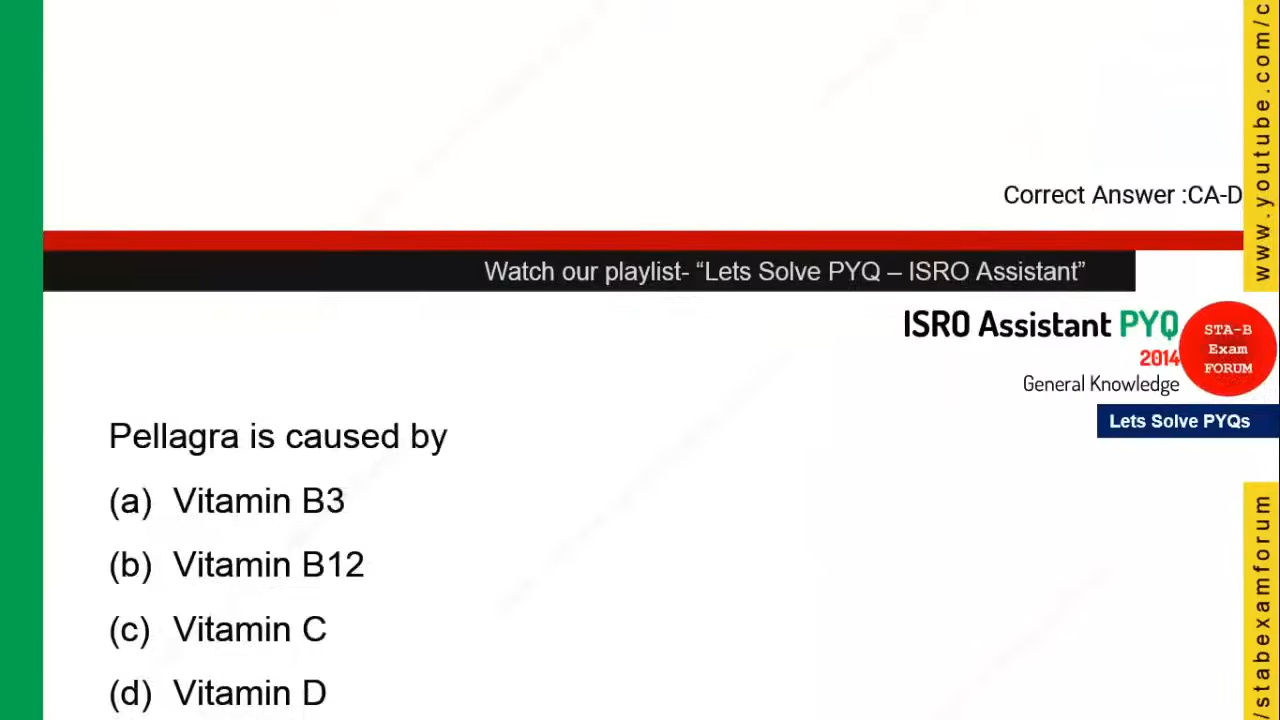 Correct Answer :CA-D
Watch our playlist- “Lets Solve PYQ – ISRO Assistant”
ISRO Assistant PYQ
2014
General Knowledge
STA-B
Exam
FORUM
Lets Solve PYQs
Pellagra is caused by
(a) Vitamin B3
(b) Vitamin B12
(c) Vitamin C
(d) Vitamin D
www.youtube.com/c
/stabexamforum